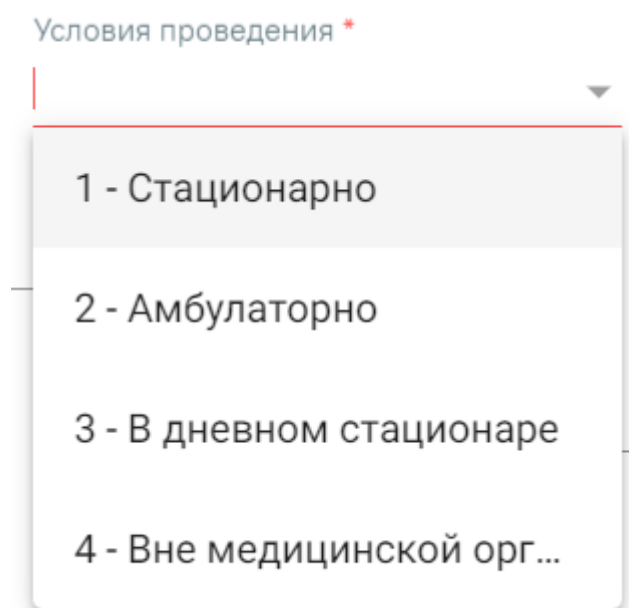 Условия проведения *
1 - Стационарно
2 - Амбулаторно
3 - В дневном стационаре
4 - Вне медицинской орг...